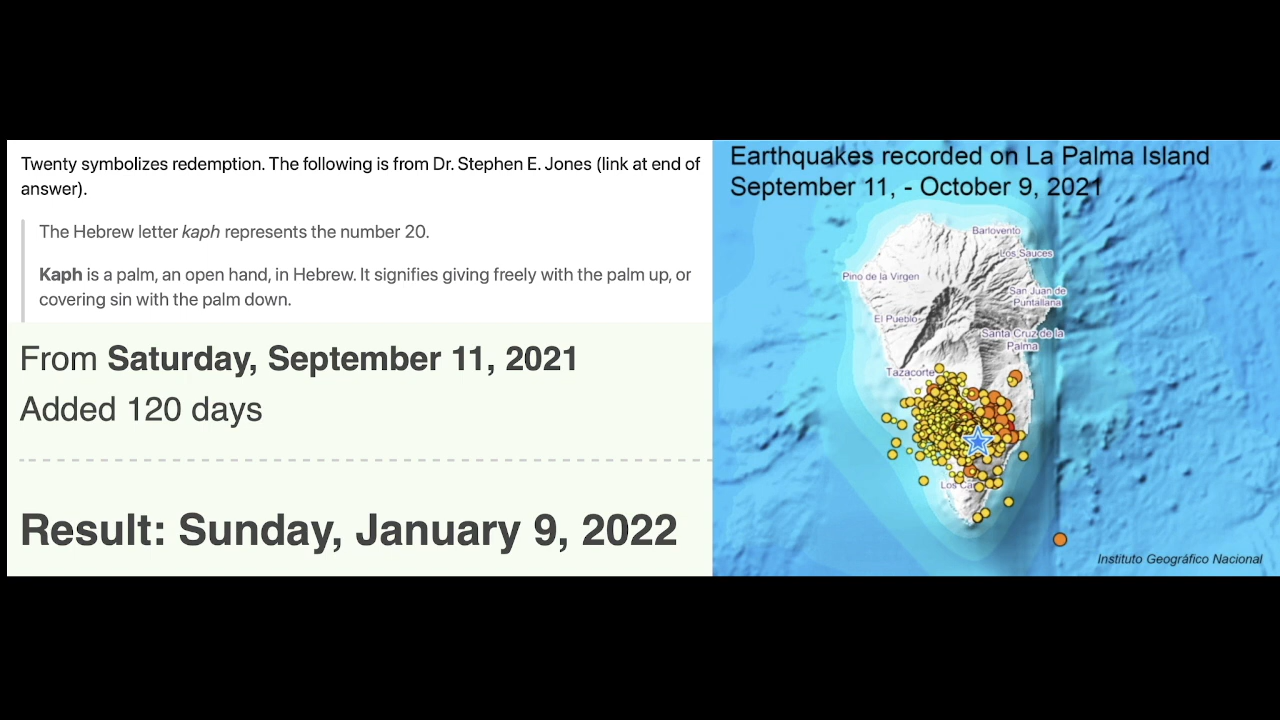 Twenty symbolizes redemption. The following is from Dr. Stephen E. Jones (link at end of
answer).
The Hebrew letter kaph represents the number 20.
Kaph is a palm, an open hand, in Hebrew. It signifies giving freely with the palm up, or
covering sin with the palm down.
From Saturday, September 11, 2021
Added 120 days
Result: Sunday, January 9, 2022
Earthquakes recorded on La Palma Island
September 11, - October 9, 2021
Barlovento
Los Sauces
Pino de la Virgen
San Juan de
Puntallana
El Pueblo
Santa Cruz de la
Palma
Tazacorte
Los
Instituto Geográfico Nacional